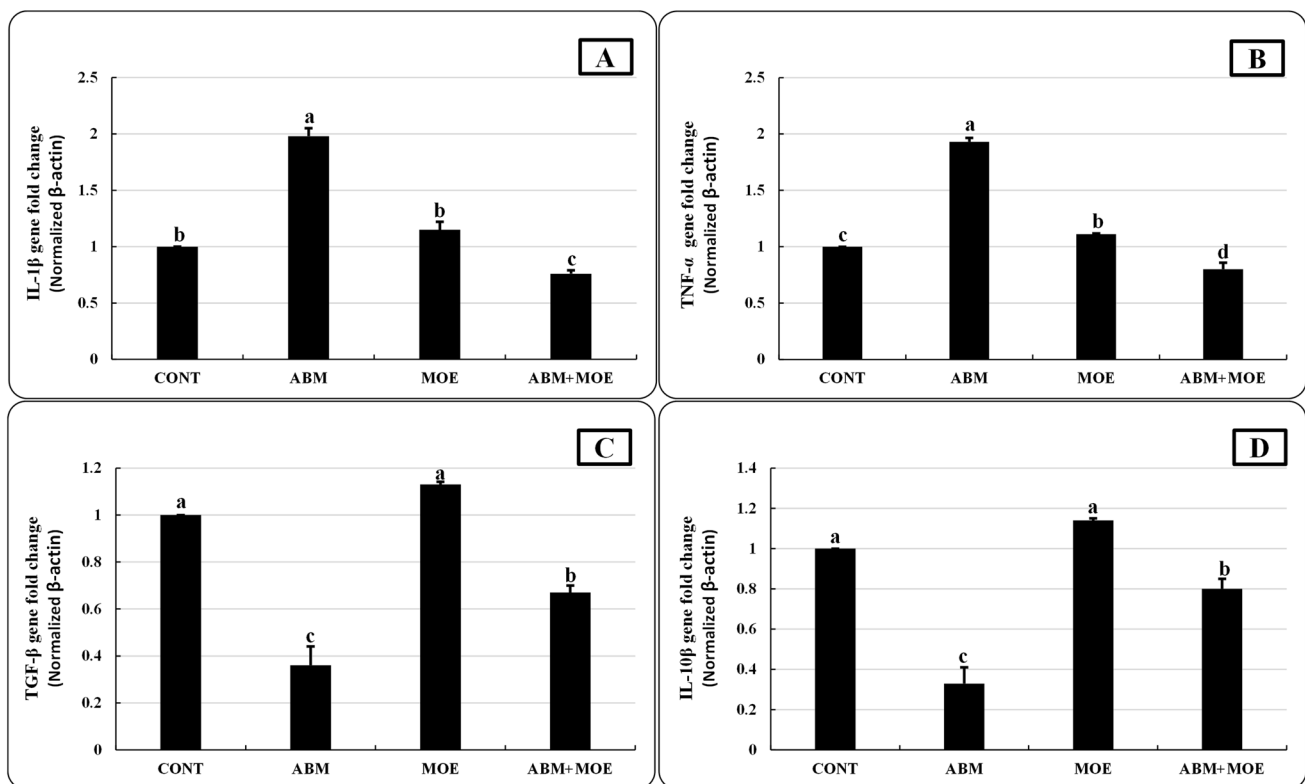 A
IL-1β gene fold change
(Normalized β-actin)
2.5
2
1.5
1
0.5
0
b
a
b
c
CONT ABM MOE ABM+MOE
B
TNF-α gene fold change
(Normalized β-actin)
2.5
2
1.5
1
0.5
0
c
a
b
d
CONT ABM MOE ABM+MOE
C
TGF-β gene fold change
(Normalized β-actin)
1.2
1
0.8
0.6
0.4
0.2
0
a
c
a
b
CONT ABM MOE ABM+MOE
D
IL-10β gene fold change
(Normalized β-actin)
1.4
1.2
1
0.8
0.6
0.4
0.2
0
a
c
a
b
CONT ABM MOE ABM+MOE